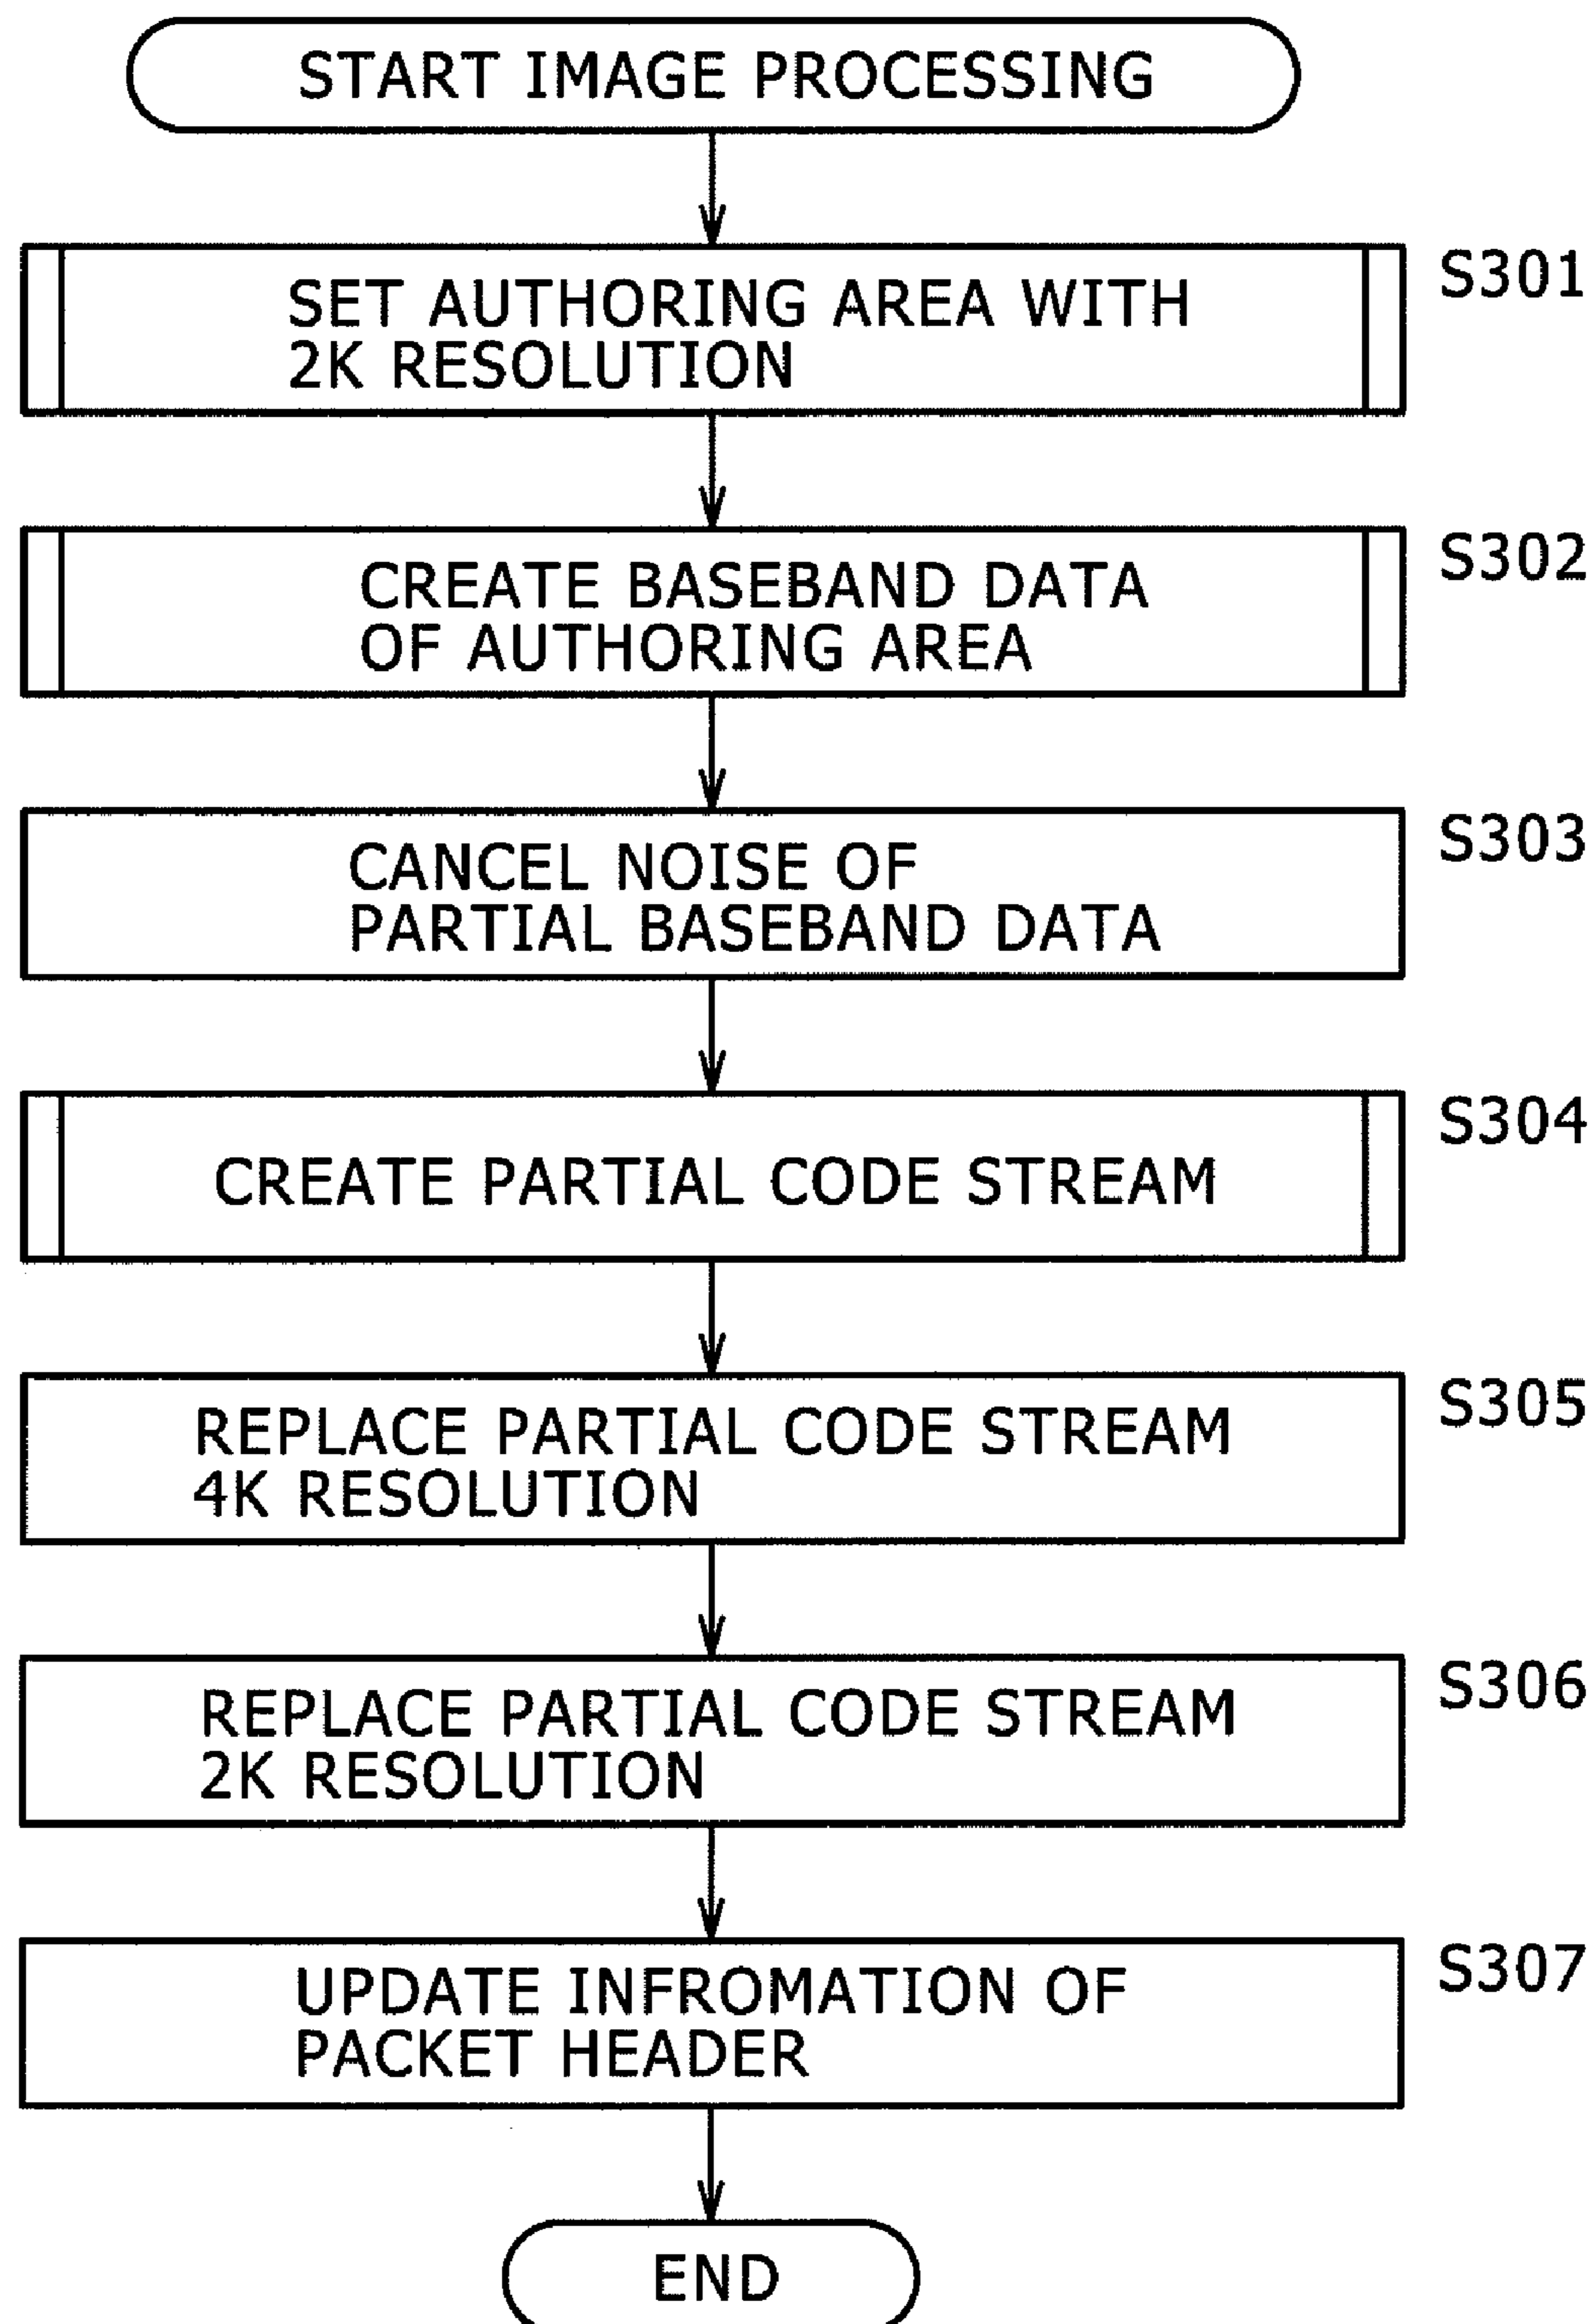 START IMAGE PROCESSING
S301
SET AUTHORING AREA WITH
2K RESOLUTION
S302
CREATE BASEBAND DATA
OF AUTHORING AREA
S303
CANCEL NOISE OF
PARTIAL BASEBAND DATA
S304
CREATE PARTIAL CODE STREAM
S305
REPLACE PARTIAL CODE STREAM
4K RESOLUTION
S306
REPLACE PARTIAL CODE STREAM
2K RESOLUTION
S307
UPDATE INFROMATION OF
PACKET HEADER
END